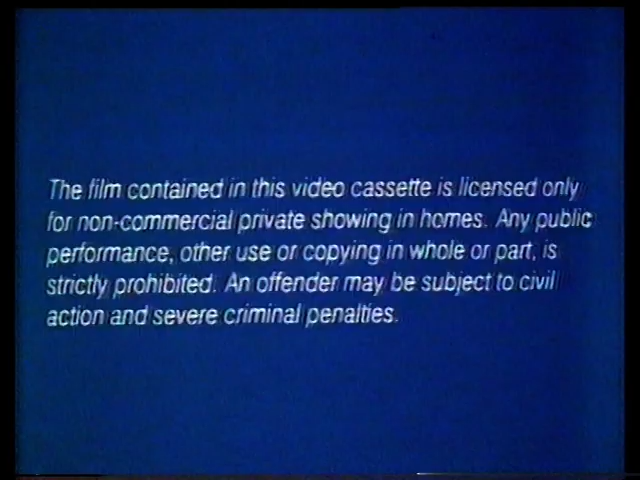 The film contained in this video cassette is licensed only
for non-commercial private showing in homes. Any public
performance, other use or copying in whole or part, is
strictly prohibited. An offender may be subject to civil
action and severe criminal penalties.